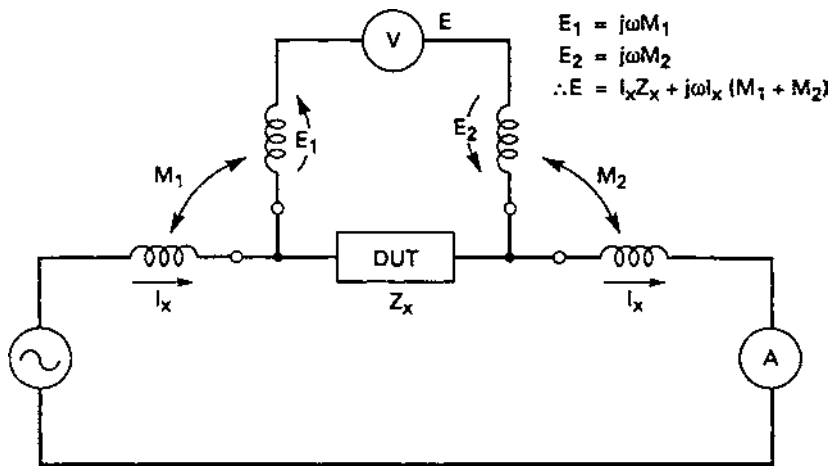 V
E
E₁ = jωM₁
E₂ = jωM₂
∴E = IₓZₓ + jωIₓ (M₁ + M₂)
E₁
E₂
M₁
M₂
DUT
Zₓ
Iₓ
Iₓ
A